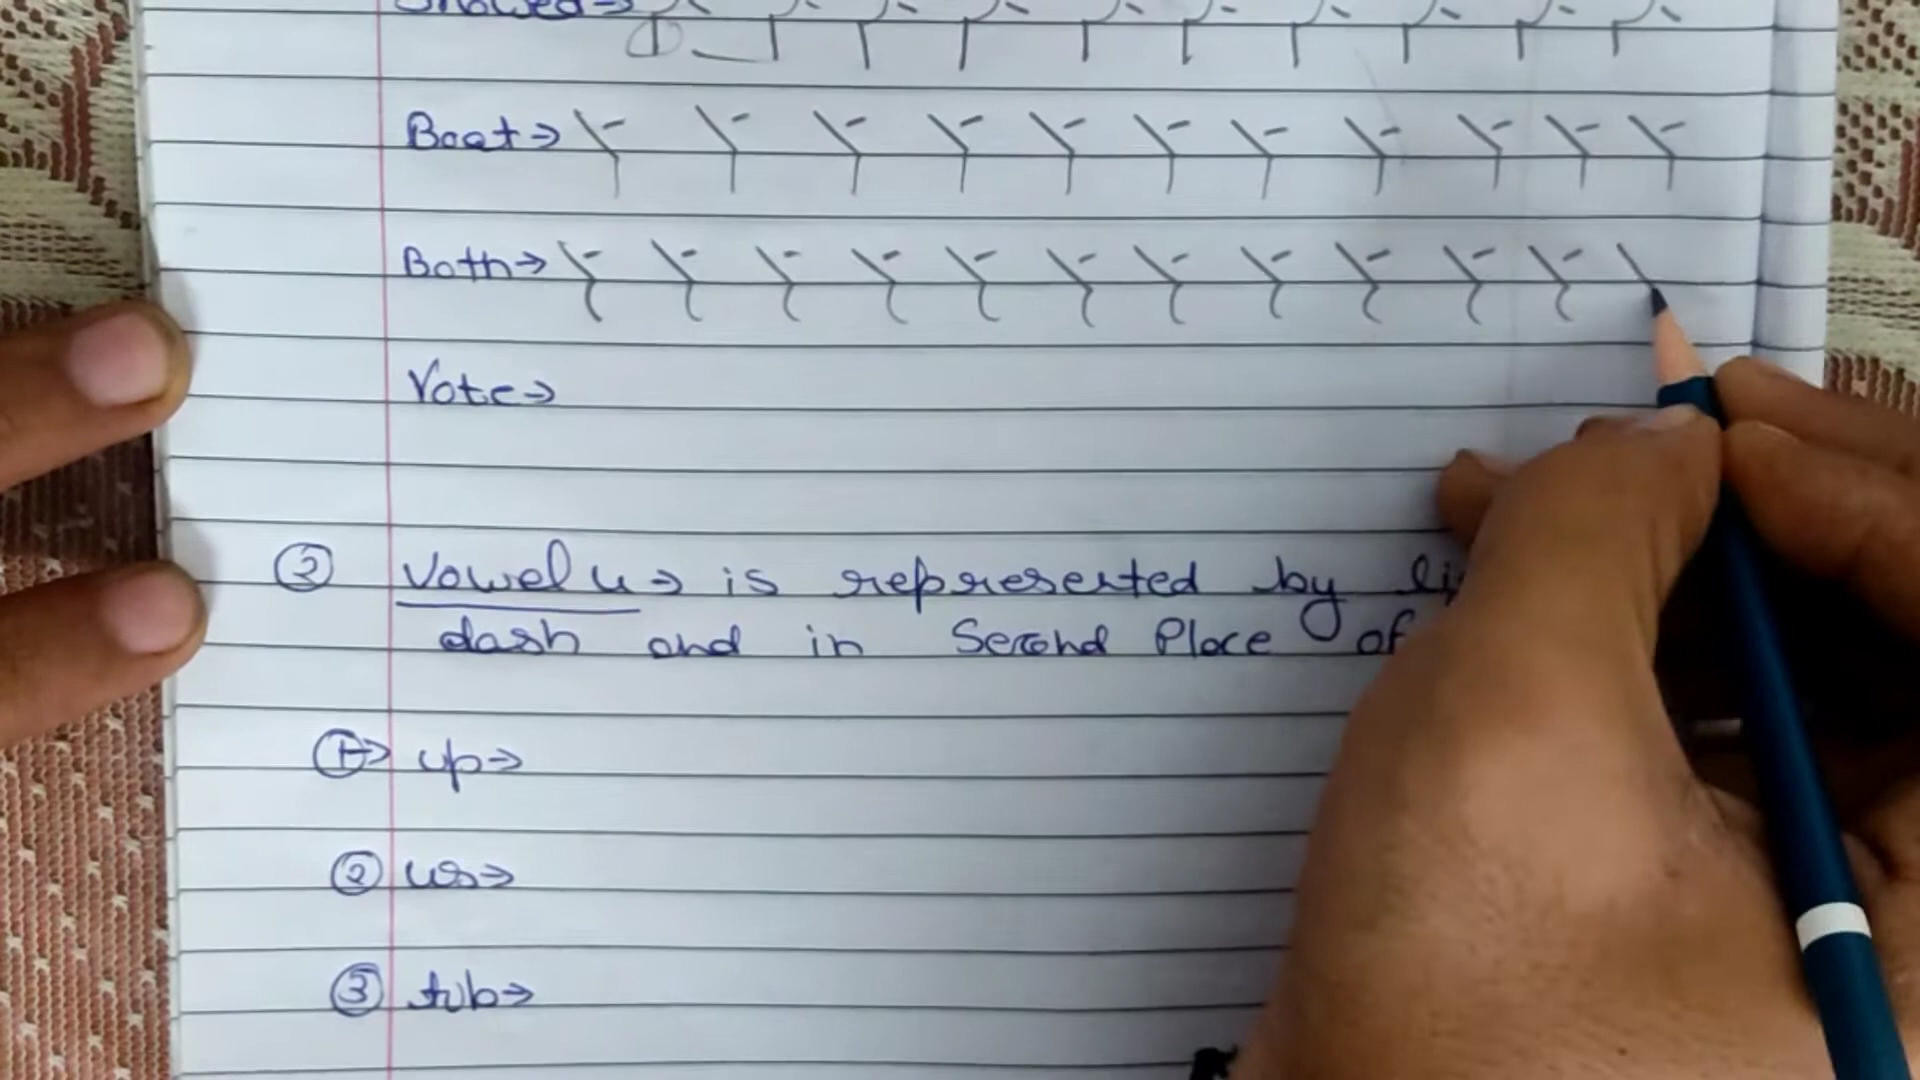 Showed→
Boat→
Both→
Vote→
② Vowel u→ is represented by
dash and in Second Place of
①→ up→
② us→
③ tub→